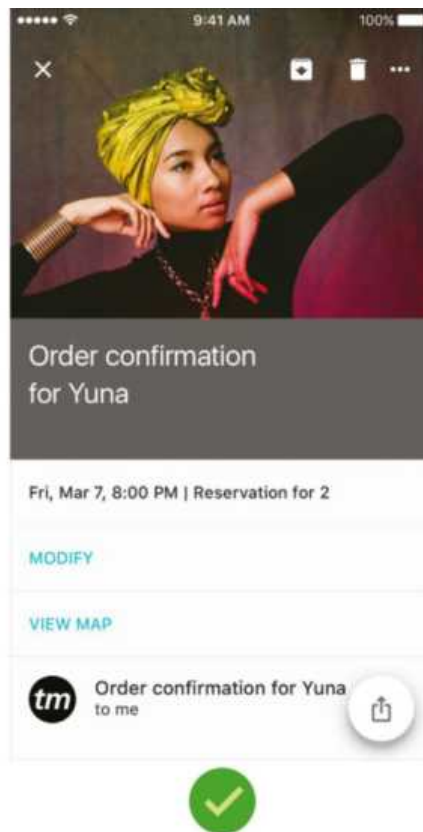 9:41 AM
100%
Order confirmation
for Yuna
Fri, Mar 7, 8:00 PM | Reservation for 2
MODIFY
VIEW MAP
tm
Order confirmation for Yuna
to me